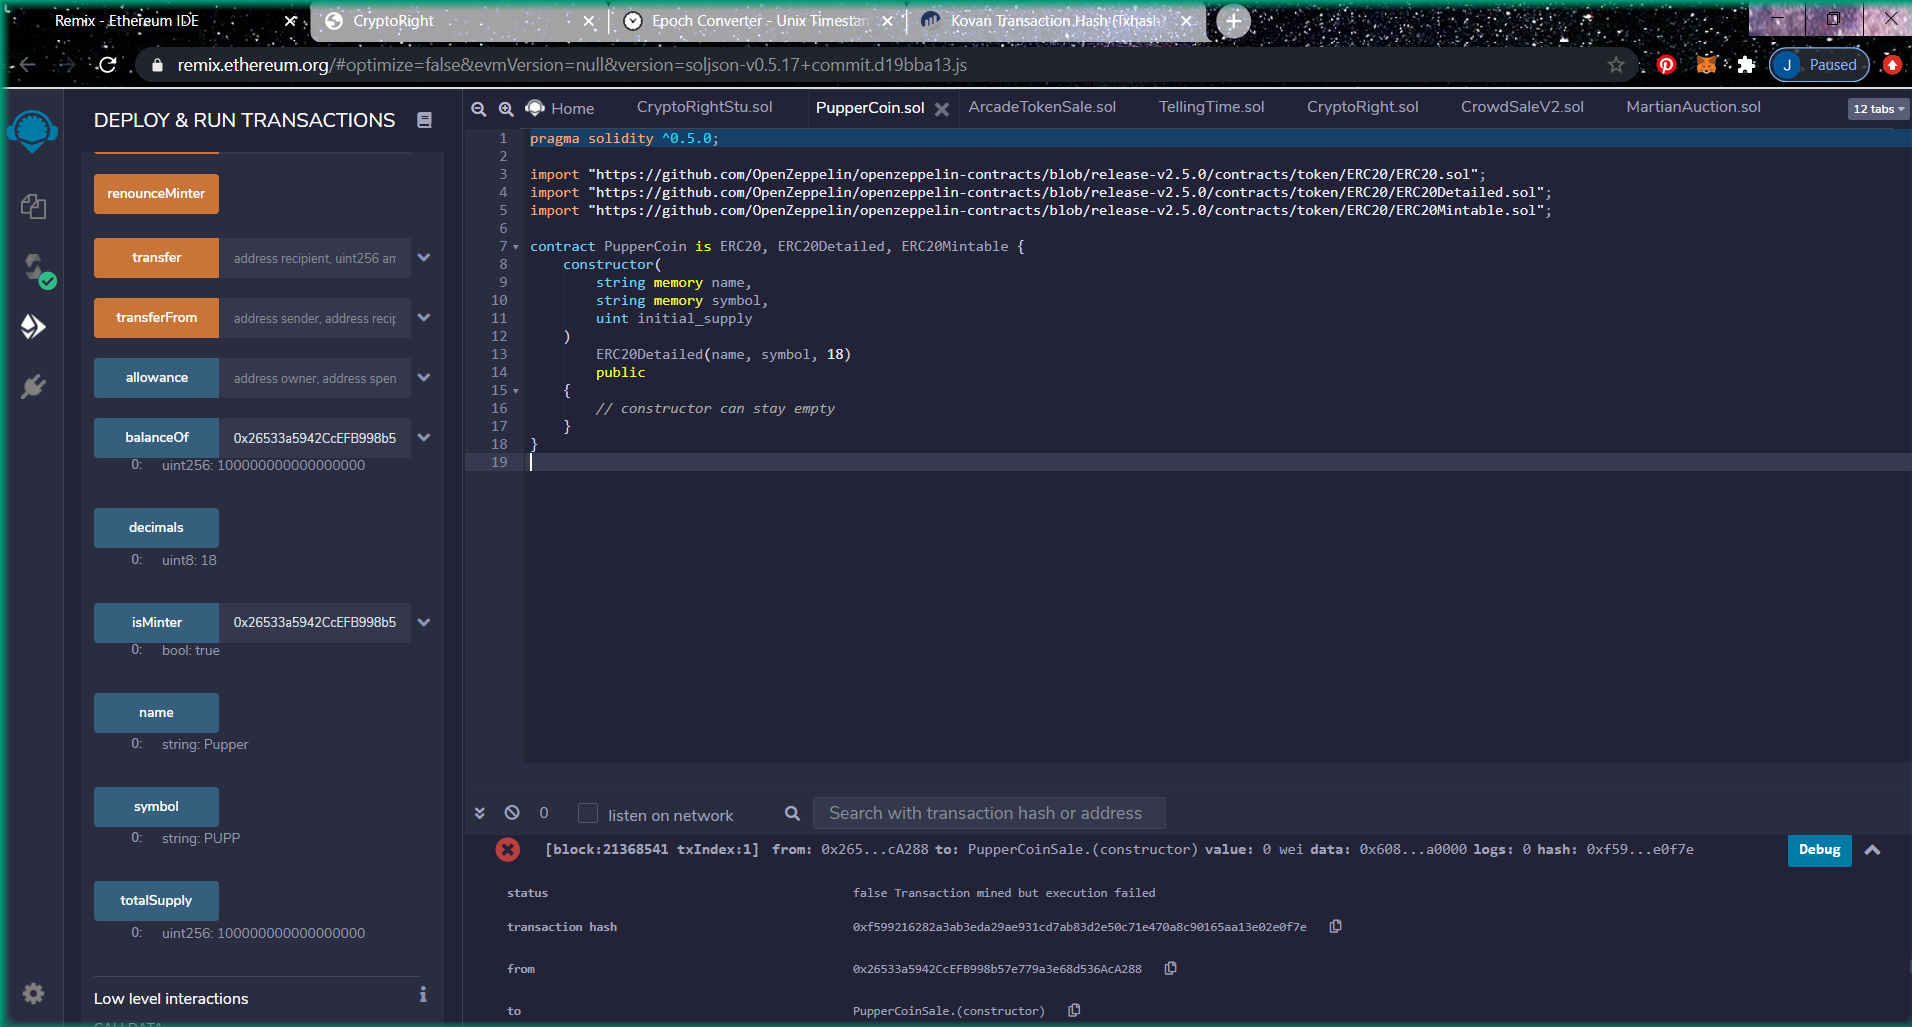 Remix - Ethereum IDE
CryptoRight
Epoch Converter - Unix Timestam
Kovan Transaction Hash (Txhash)
remix.ethereum.org/#optimize=false&evmVersion=null&version=soljson-v0.5.17+commit.d19bba13.js
J Paused
DEPLOY & RUN TRANSACTIONS
renounceMinter
transfer address recipient, uint256 am
transferFrom address sender, address recip
allowance address owner, address spen
balanceOf 0x26533a5942CcEFB998b5
0: uint256: 100000000000000000
decimals
0: uint8: 18
isMinter 0x26533a5942CcEFB998b5
0: bool: true
name
0: string: Pupper
symbol
0: string: PUPP
totalSupply
0: uint256: 100000000000000000
Low level interactions
CALLDATA
Home CryptoRightStu.sol PupperCoin.sol ArcadeTokenSale.sol TellingTime.sol CryptoRight.sol CrowdSaleV2.sol MartianAuction.sol 12 tabs
1 pragma solidity ^0.5.0;
2
3 import "https://github.com/OpenZeppelin/openzeppelin-contracts/blob/release-v2.5.0/contracts/token/ERC20/ERC20.sol";
4 import "https://github.com/OpenZeppelin/openzeppelin-contracts/blob/release-v2.5.0/contracts/token/ERC20/ERC20Detailed.sol";
5 import "https://github.com/OpenZeppelin/openzeppelin-contracts/blob/release-v2.5.0/contracts/token/ERC20/ERC20Mintable.sol";
6
7 contract PupperCoin is ERC20, ERC20Detailed, ERC20Mintable {
8 constructor(
9 string memory name,
10 string memory symbol,
11 uint initial_supply
12 )
13 ERC20Detailed(name, symbol, 18)
14 public
15 {
16 // constructor can stay empty
17 }
18 }
19
0 listen on network Search with transaction hash or address
[block:21368541 txIndex:1] from: 0x265...cA288 to: PupperCoinSale.(constructor) value: 0 wei data: 0x608...a0000 logs: 0 hash: 0xf59...e0f7e
Debug
status false Transaction mined but execution failed
transaction hash 0xf599216282a3ab3eda29ae931cd7ab83d2e50c71e470a8c90165aa13e02e0f7e
from 0x26533a5942CcEFB998b57e779a3e68d536AcA288
to PupperCoinSale.(constructor)